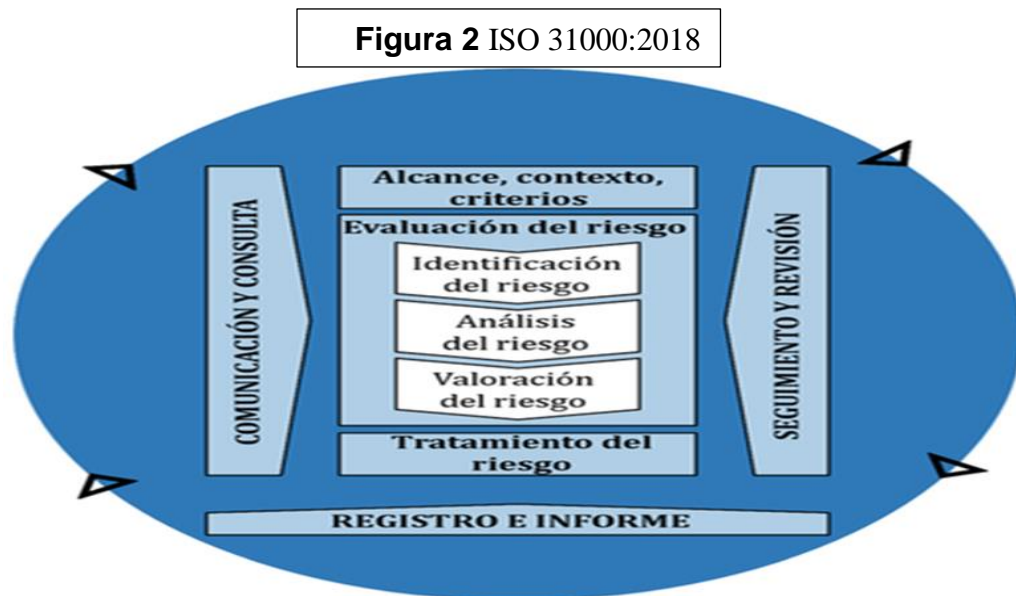 Figura 2 ISO 31000:2018
COMUNICACIÓN Y CONSULTA
Alcance, contexto,
criterios
Evaluación del riesgo
Identificación
del riesgo
Análisis
del riesgo
Valoración
del riesgo
Tratamiento del
riesgo
SEGUIMIENTO Y REVISIÓN
REGISTRO E INFORME